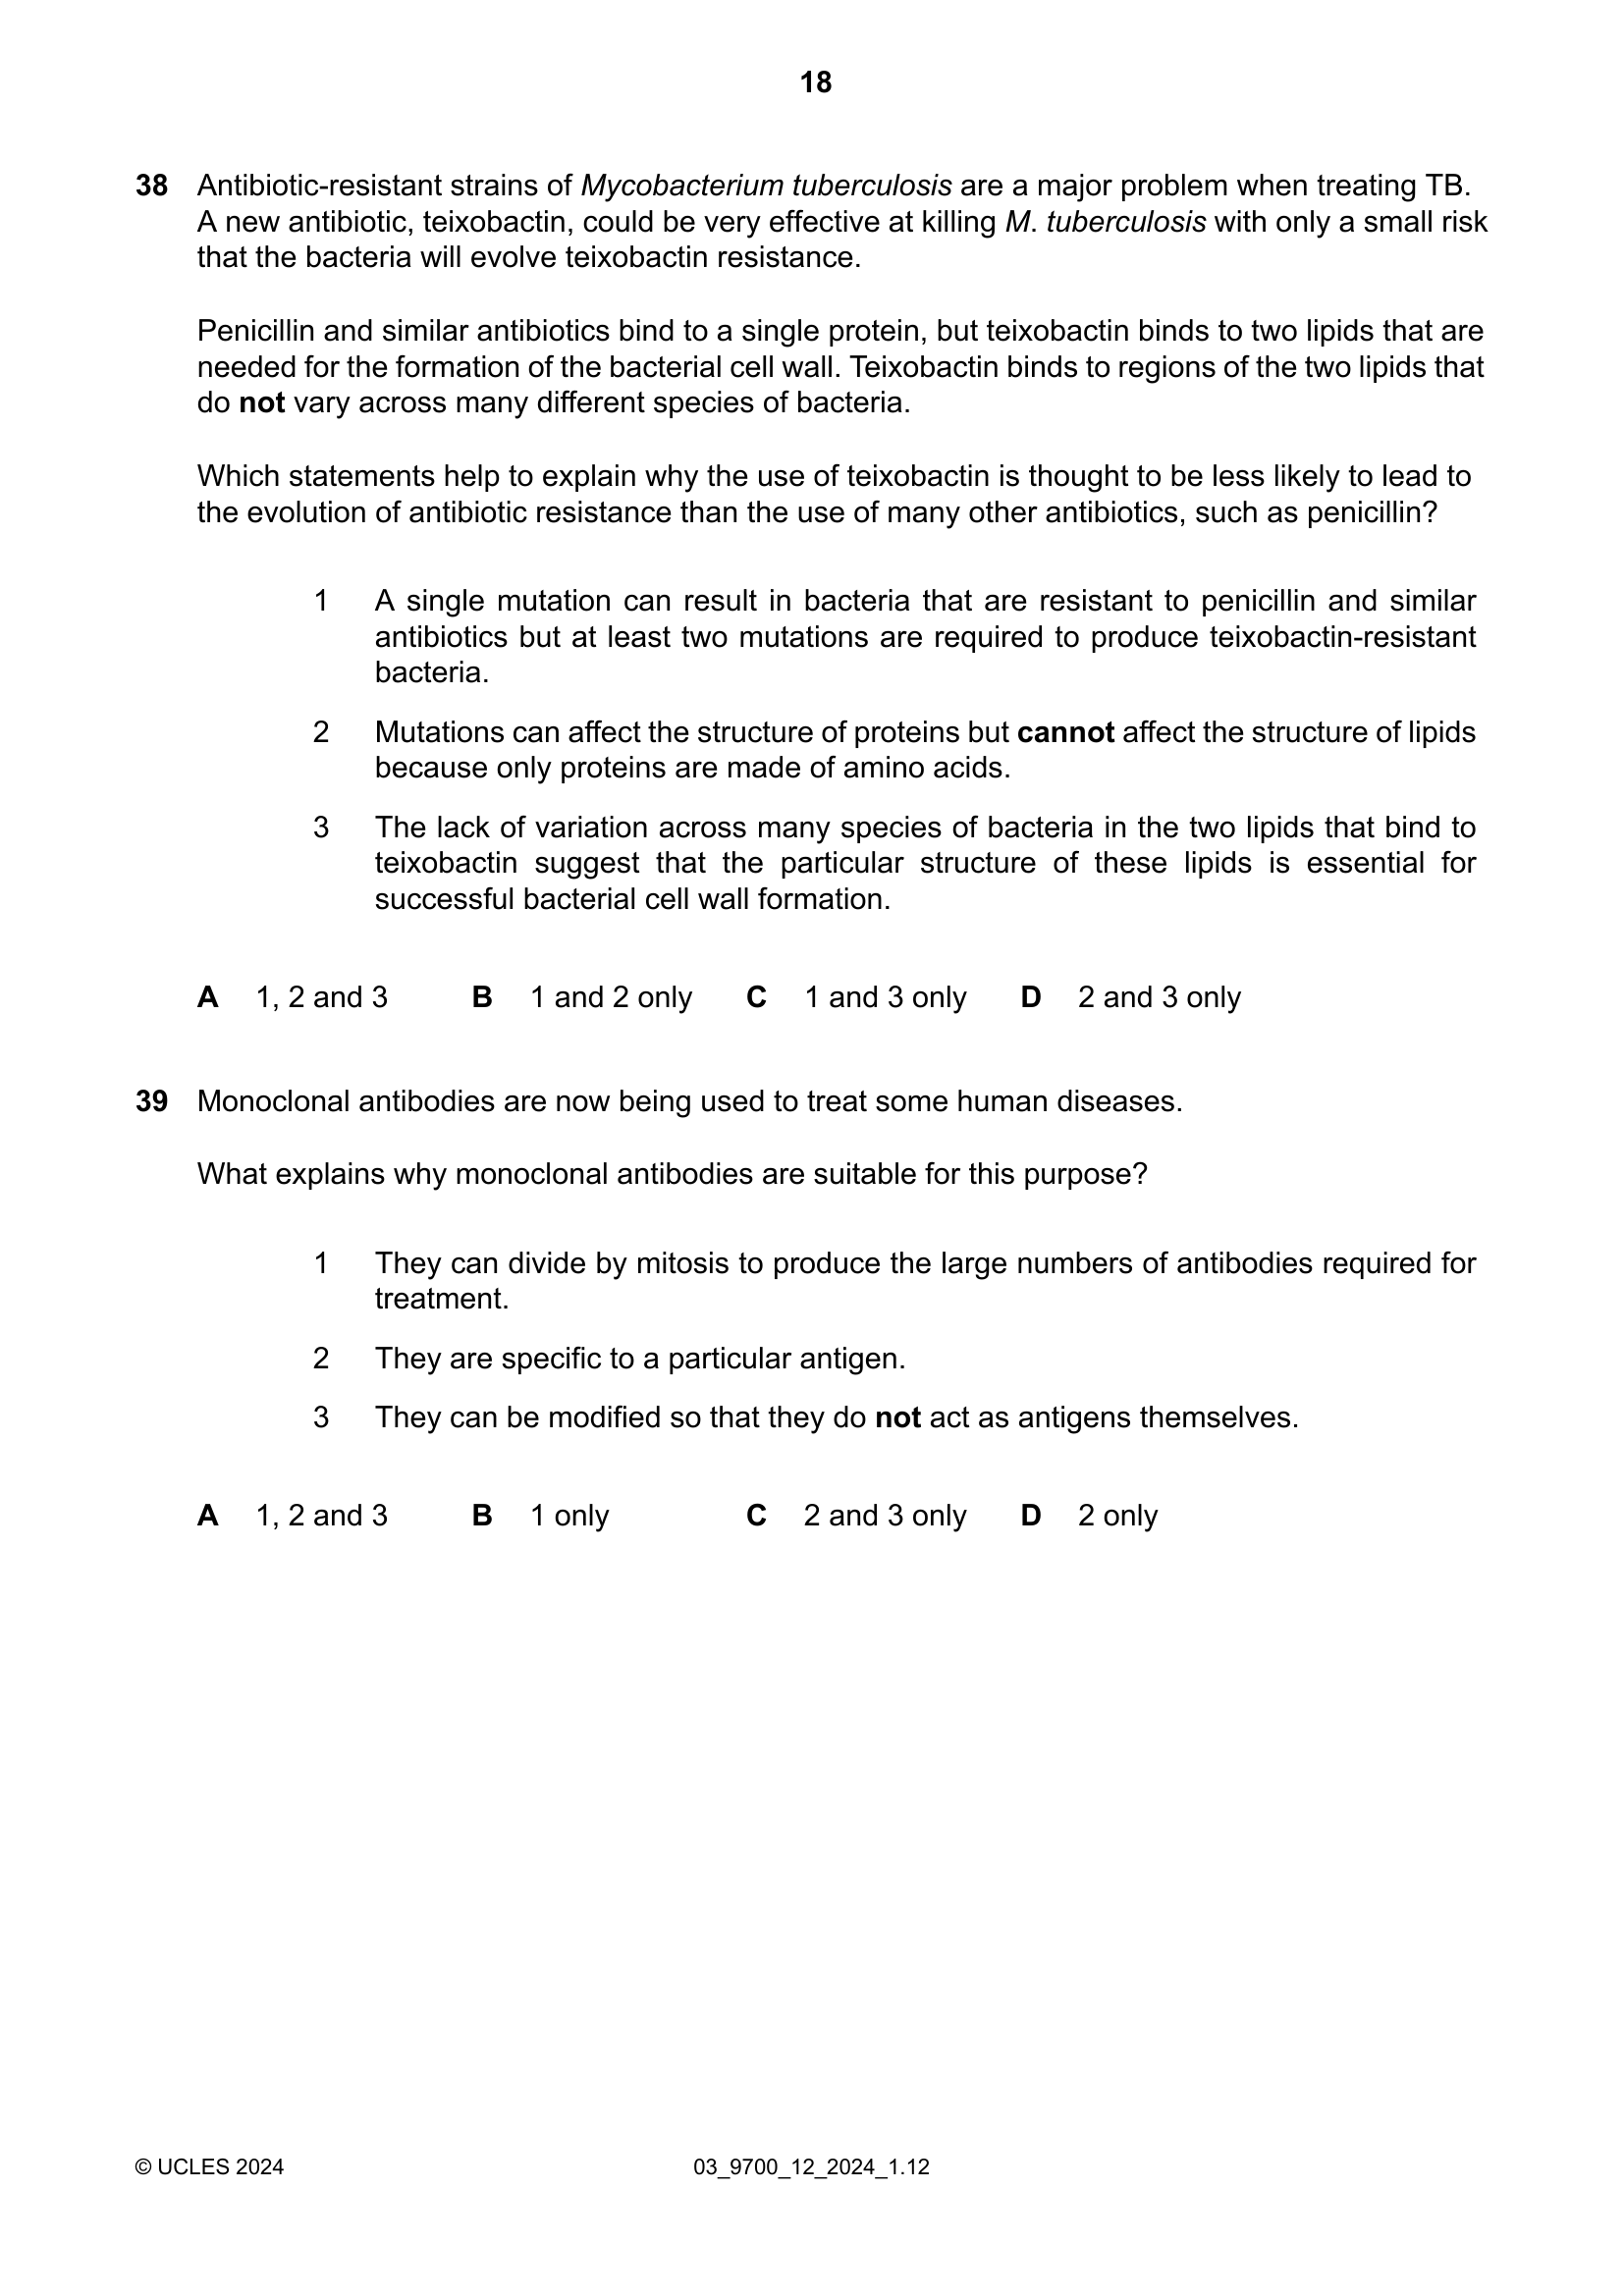 18
38 Antibiotic-resistant strains of Mycobacterium tuberculosis are a major problem when treating TB.
A new antibiotic, teixobactin, could be very effective at killing M. tuberculosis with only a small risk
that the bacteria will evolve teixobactin resistance.
Penicillin and similar antibiotics bind to a single protein, but teixobactin binds to two lipids that are
needed for the formation of the bacterial cell wall. Teixobactin binds to regions of the two lipids that
do not vary across many different species of bacteria.
Which statements help to explain why the use of teixobactin is thought to be less likely to lead to
the evolution of antibiotic resistance than the use of many other antibiotics, such as penicillin?
1 A single mutation can result in bacteria that are resistant to penicillin and similar
antibiotics but at least two mutations are required to produce teixobactin-resistant
bacteria.
2 Mutations can affect the structure of proteins but cannot affect the structure of lipids
because only proteins are made of amino acids.
3 The lack of variation across many species of bacteria in the two lipids that bind to
teixobactin suggest that the particular structure of these lipids is essential for
successful bacterial cell wall formation.
A 1, 2 and 3 B 1 and 2 only C 1 and 3 only D 2 and 3 only
39 Monoclonal antibodies are now being used to treat some human diseases.
What explains why monoclonal antibodies are suitable for this purpose?
1 They can divide by mitosis to produce the large numbers of antibodies required for
treatment.
2 They are specific to a particular antigen.
3 They can be modified so that they do not act as antigens themselves.
A 1, 2 and 3 B 1 only C 2 and 3 only D 2 only
© UCLES 2024 03_9700_12_2024_1.12